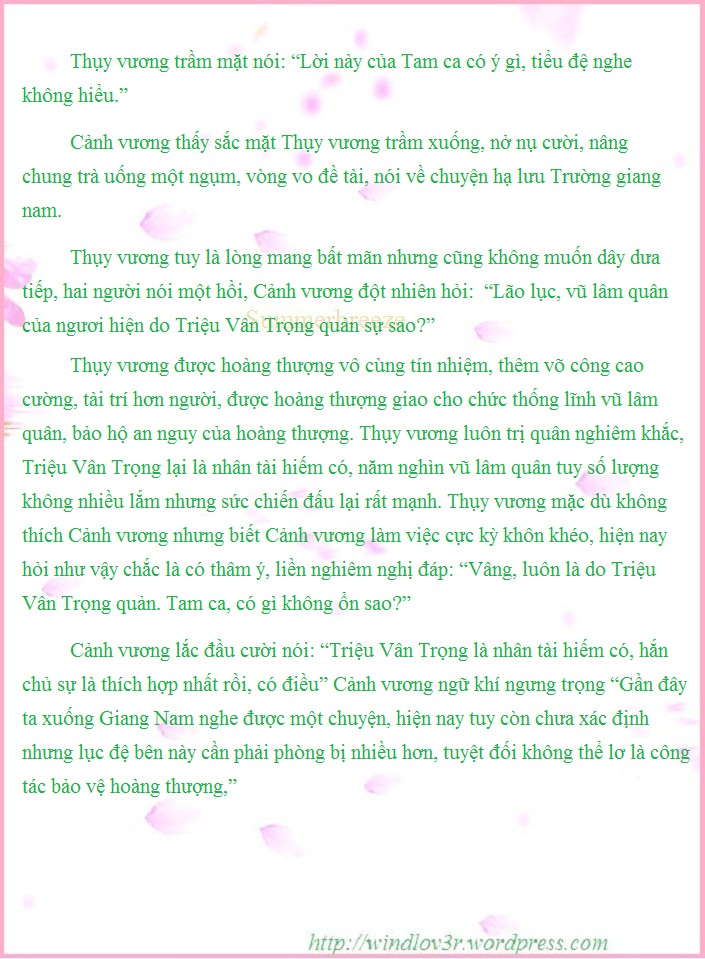 Thụy vương trầm mặt nói: “Lời này của Tam ca có ý gì, tiểu đệ nghe
không hiểu.”
Cảnh vương thấy sắc mặt Thụy vương trầm xuống, nở nụ cười, nâng
chung trà uống một ngụm, vòng vo đề tài, nói về chuyện hạ lưu Trường giang
nam.
Thụy vương tuy là lòng mang bất mãn nhưng cũng không muốn dây dưa
tiếp, hai người nói một hồi, Cảnh vương đột nhiên hỏi:  “Lão lục, vũ lâm quân
của ngươi hiện do Triệu Vân Trọng quản sự sao?”
Summerbreeze
Thụy vương được hoàng thượng vô cùng tín nhiệm, thêm võ công cao
cường, tài trí hơn người, được hoàng thượng giao cho chức thống lĩnh vũ lâm
quân, bảo hộ an nguy của hoàng thượng. Thụy vương luôn trị quân nghiêm khắc,
Triệu Vân Trọng lại là nhân tài hiếm có, năm nghìn vũ lâm quân tuy số lượng
không nhiều lắm nhưng sức chiến đấu lại rất mạnh. Thụy vương mặc dù không
thích Cảnh vương nhưng biết Cảnh vương làm việc cực kỳ khôn khéo, hiện nay
hỏi như vậy chắc là có thâm ý, liền nghiêm nghị đáp: “Vâng, luôn là do Triệu
Vân Trọng quản. Tam ca, có gì không ổn sao?”
Cảnh vương lắc đầu cười nói: “Triệu Vân Trọng là nhân tài hiếm có, hắn
chủ sự là thích hợp nhất rồi, có điều” Cảnh vương ngữ khí ngưng trọng “Gần đây
ta xuống Giang Nam nghe được một chuyện, hiện nay tuy còn chưa xác định
nhưng lục đệ bên này cần phải phòng bị nhiều hơn, tuyệt đối không thể lơ là công
tác bảo vệ hoàng thượng,”
http://windlov3r.wordpress.com